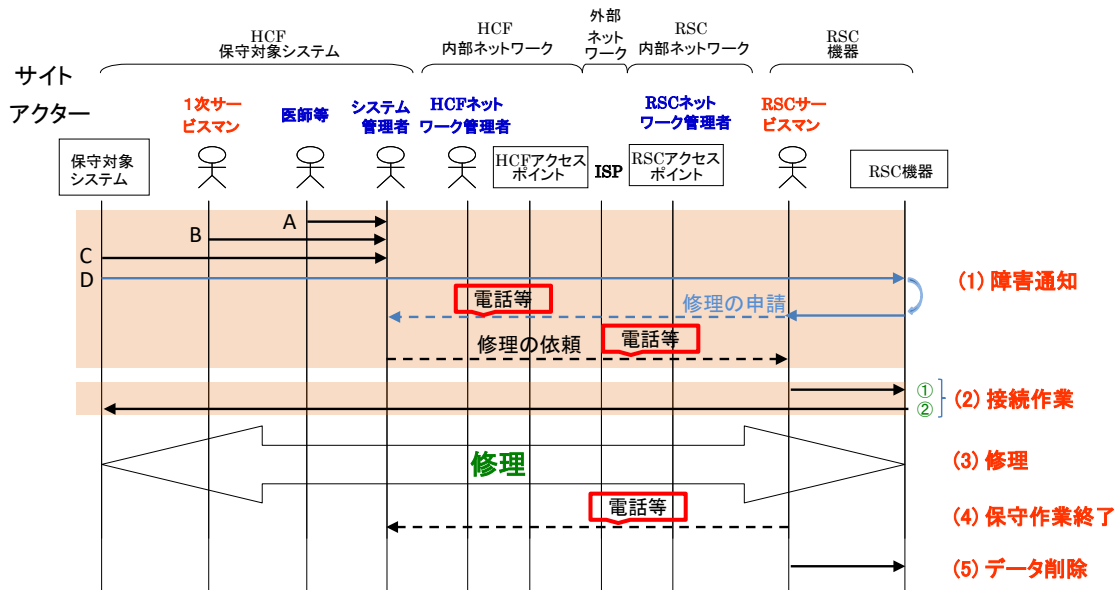 HCF
保守対象システム
HCF
内部ネットワーク
外部
ネット
ワーク
RSC
内部ネットワーク
RSC
機器
サイト
アクター
1次サー
ビスマン
医師等
システム
管理者
HCFネット
ワーク管理者
RSCネット
ワーク管理者
RSCサー
ビスマン
保守対象
システム
HCFアクセス
ポイント
ISP
RSCアクセス
ポイント
RSC機器
A
B
C
D
(1) 障害通知
電話等
修理の申請
修理の依頼
電話等
①
②
(2) 接続作業
修理
(3) 修理
電話等
(4) 保守作業終了
(5) データ削除